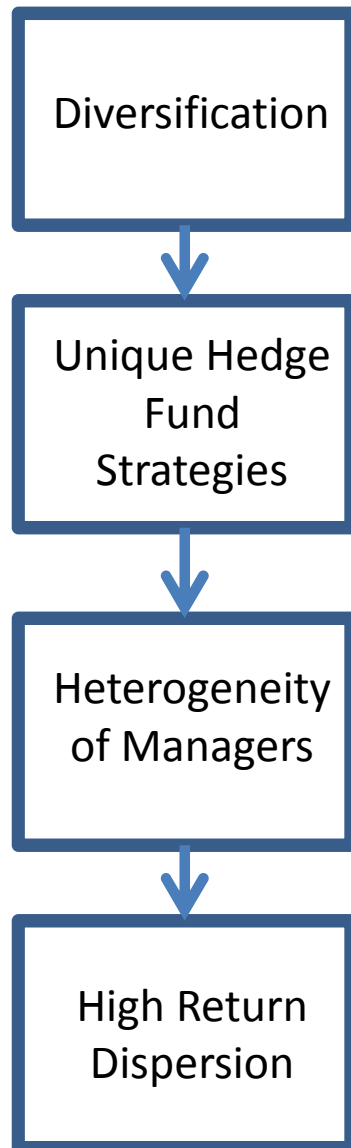 Diversification
Unique Hedge
Fund
Strategies
Heterogeneity
of Managers
High Return
Dispersion